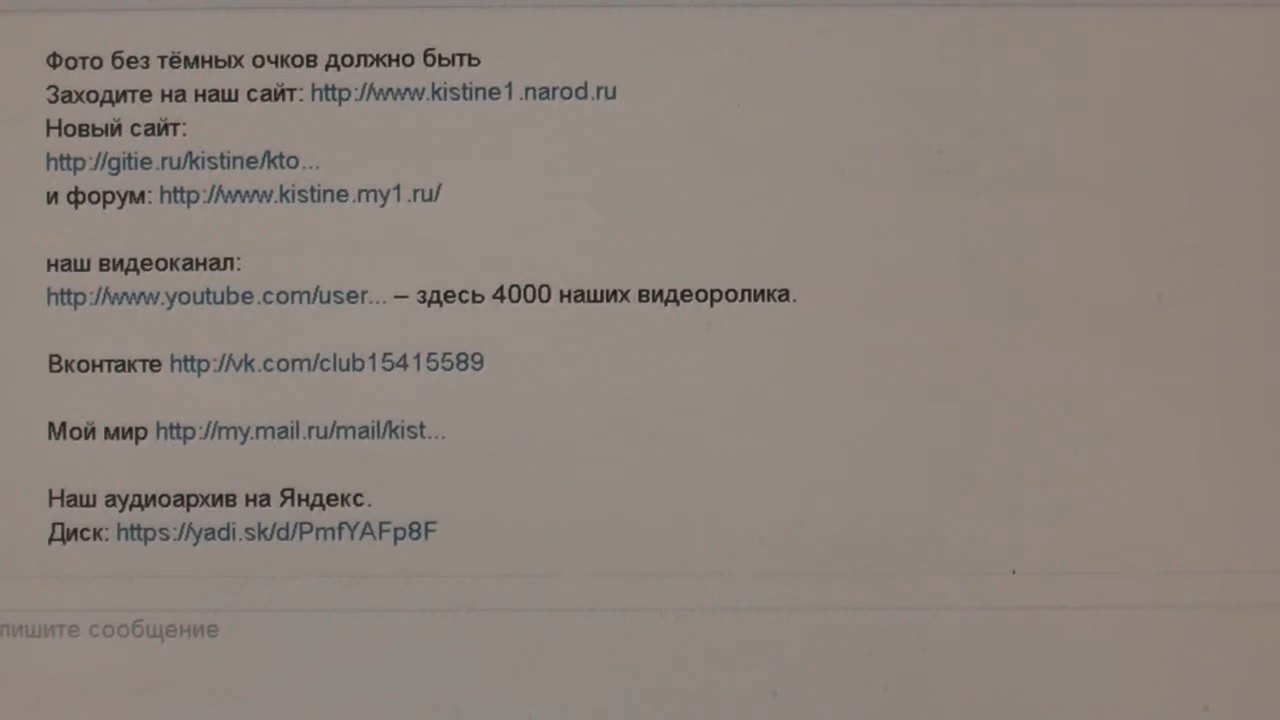 Фото без тёмных очков должно быть
Заходите на наш сайт: http://www.kistine1.narod.ru
Новый сайт:
http://gitie.ru/kistine/kto...
и форум: http://www.kistine.my1.ru/
наш видеоканал:
http://www.youtube.com/user... – здесь 4000 наших видеоролика.
Вконтакте http://vk.com/club15415589
Мой мир http://my.mail.ru/mail/kist...
Наш аудиоархив на Яндекс.
Диск: https://yadi.sk/d/PmfYAFp8F
пишите сообщение